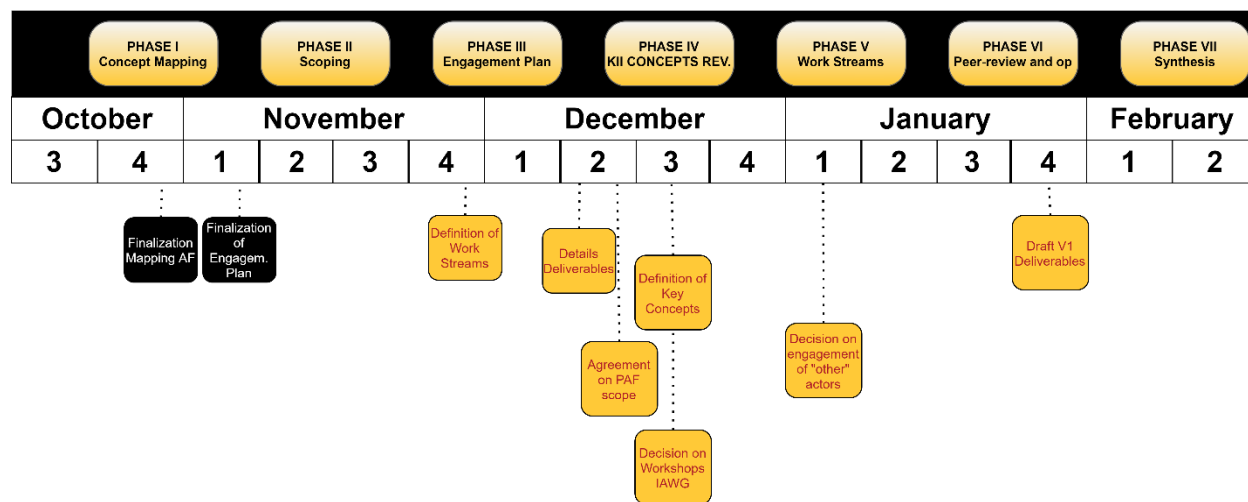 PHASE I
Concept Mapping
PHASE II
Scoping
PHASE III
Engagement Plan
PHASE IV
KII CONCEPTS REV.
PHASE V
Work Streams
PHASE VI
Peer-review and op
PHASE VII
Synthesis
October
November
December
January
February
3 4 1 2 3 4 1 2 3 4 1 2 3 4 1 2
Finalization
Mapping AF
Finalization
of
Engagem.
Plan
Definition of
Work
Streams
Details
Deliverables
Definition of
Key
Concepts
Draft V1
Deliverables
Agreement
on PAF
scope
Decision on
engagement
of "other"
actors
Decision on
Workshops
IAWG